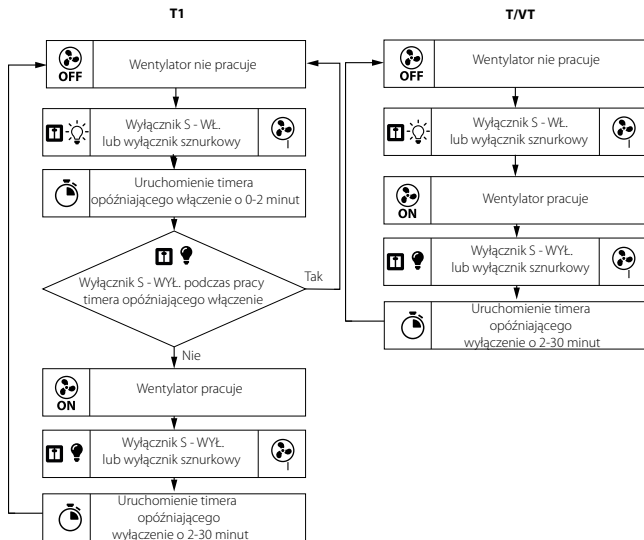 T1
OFF
Wentylator nie pracuje
Wyłącznik S - WŁ.
lub wyłącznik sznurkowy
Uruchomienie timera
opóźniającego włączenie o 0-2 minut
Wyłącznik S - WYŁ. podczas pracy
timera opóźniającego włączenie
Tak
Nie
ON
Wentylator pracuje
Wyłącznik S - WYŁ.
lub wyłącznik sznurkowy
Uruchomienie timera
opóźniającego
wyłączenie o 2-30 minut
T/VT
OFF
Wentylator nie pracuje
Wyłącznik S - WŁ.
lub wyłącznik sznurkowy
ON
Wentylator pracuje
Wyłącznik S - WYŁ.
lub wyłącznik sznurkowy
Uruchomienie timera
opóźniającego
wyłączenie o 2-30 minut